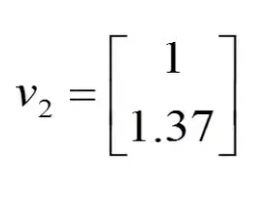 v₂ = [ 1
1.37 ]